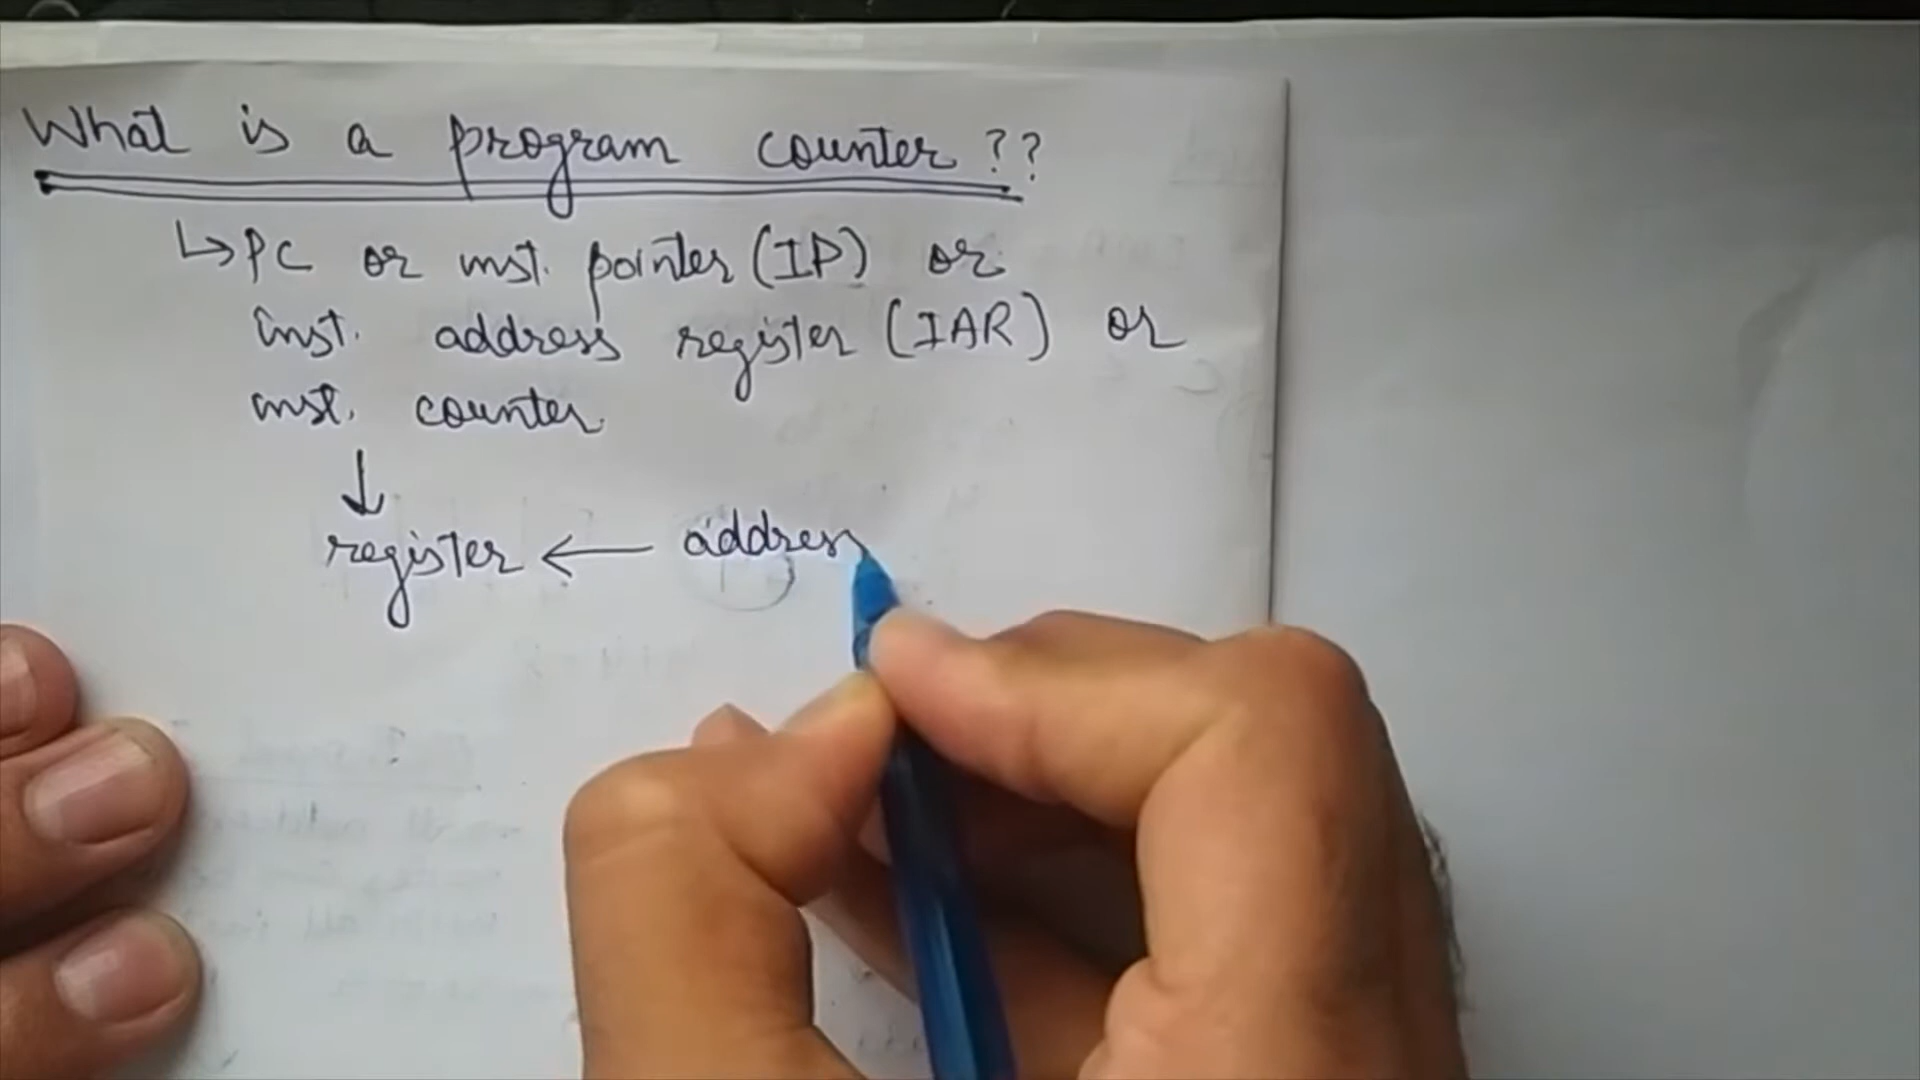 What is a program counter ??
↳ PC or inst. pointer (IP) or
inst. address register (IAR) or
inst. counter.
↓
register ← address